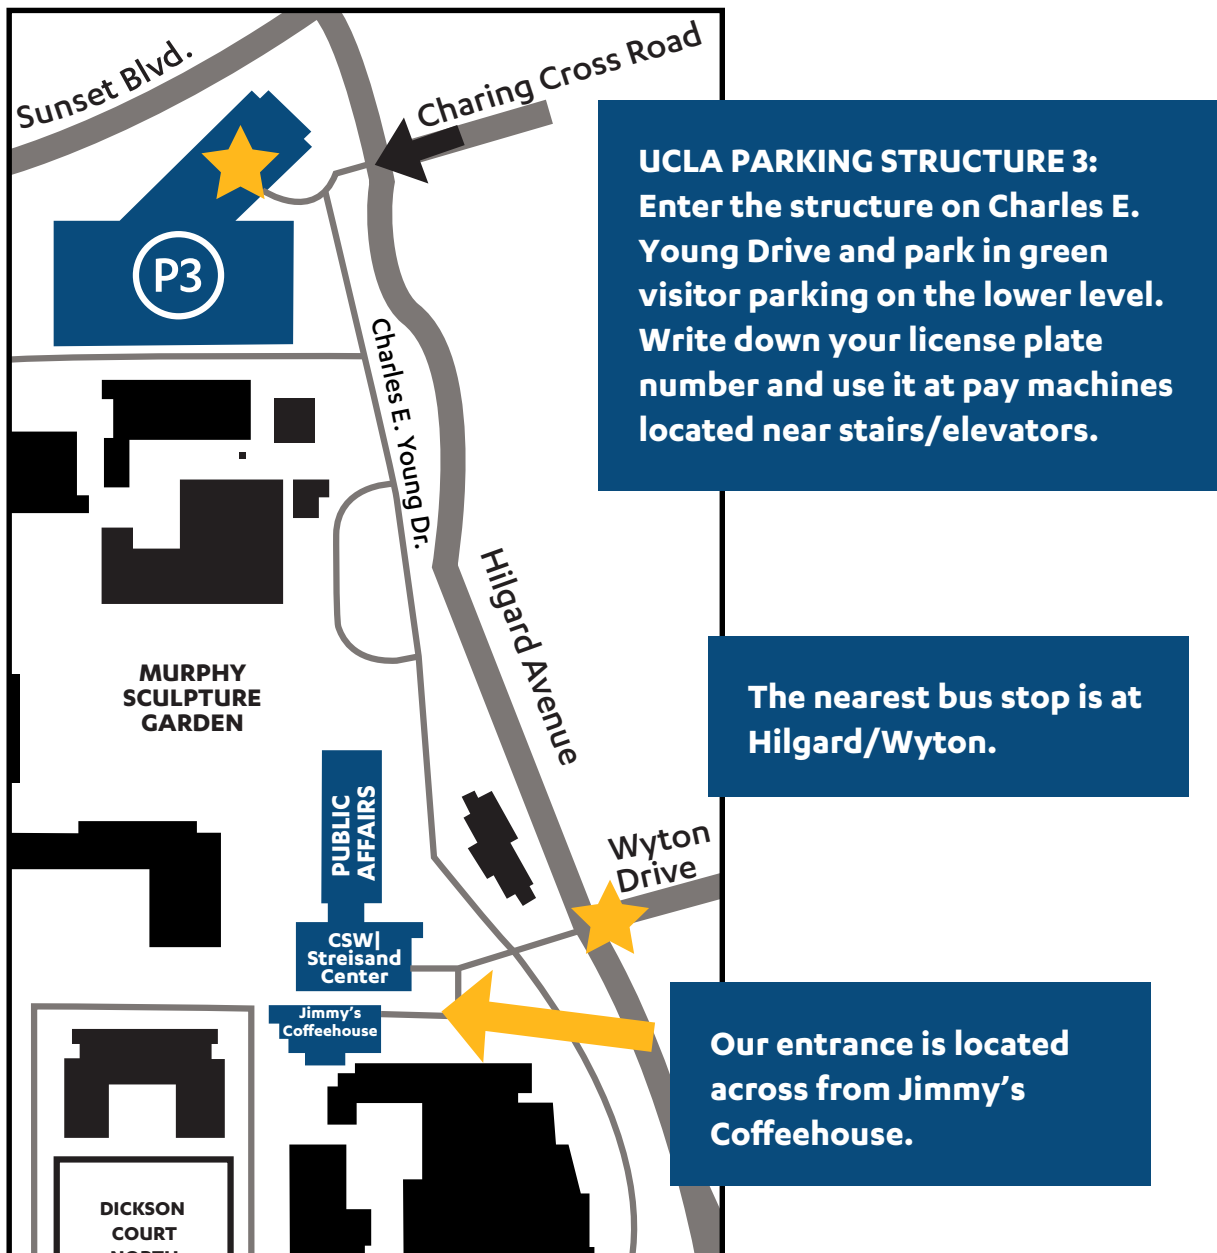 Sunset Blvd.
Charing Cross Road
UCLA PARKING STRUCTURE 3:
Enter the structure on Charles E.
Young Drive and park in green
visitor parking on the lower level.
Write down your license plate
number and use it at pay machines
located near stairs/elevators.
P3
Charles E. Young Dr.
Hilgard Avenue
MURPHY
SCULPTURE
GARDEN
The nearest bus stop is at
Hilgard/Wyton.
PUBLIC
AFFAIRS
Wyton
Drive
CSW|
Streisand
Center
Jimmy's
Coffeehouse
Our entrance is located
across from Jimmy's
Coffeehouse.
DICKSON
COURT
NORTH